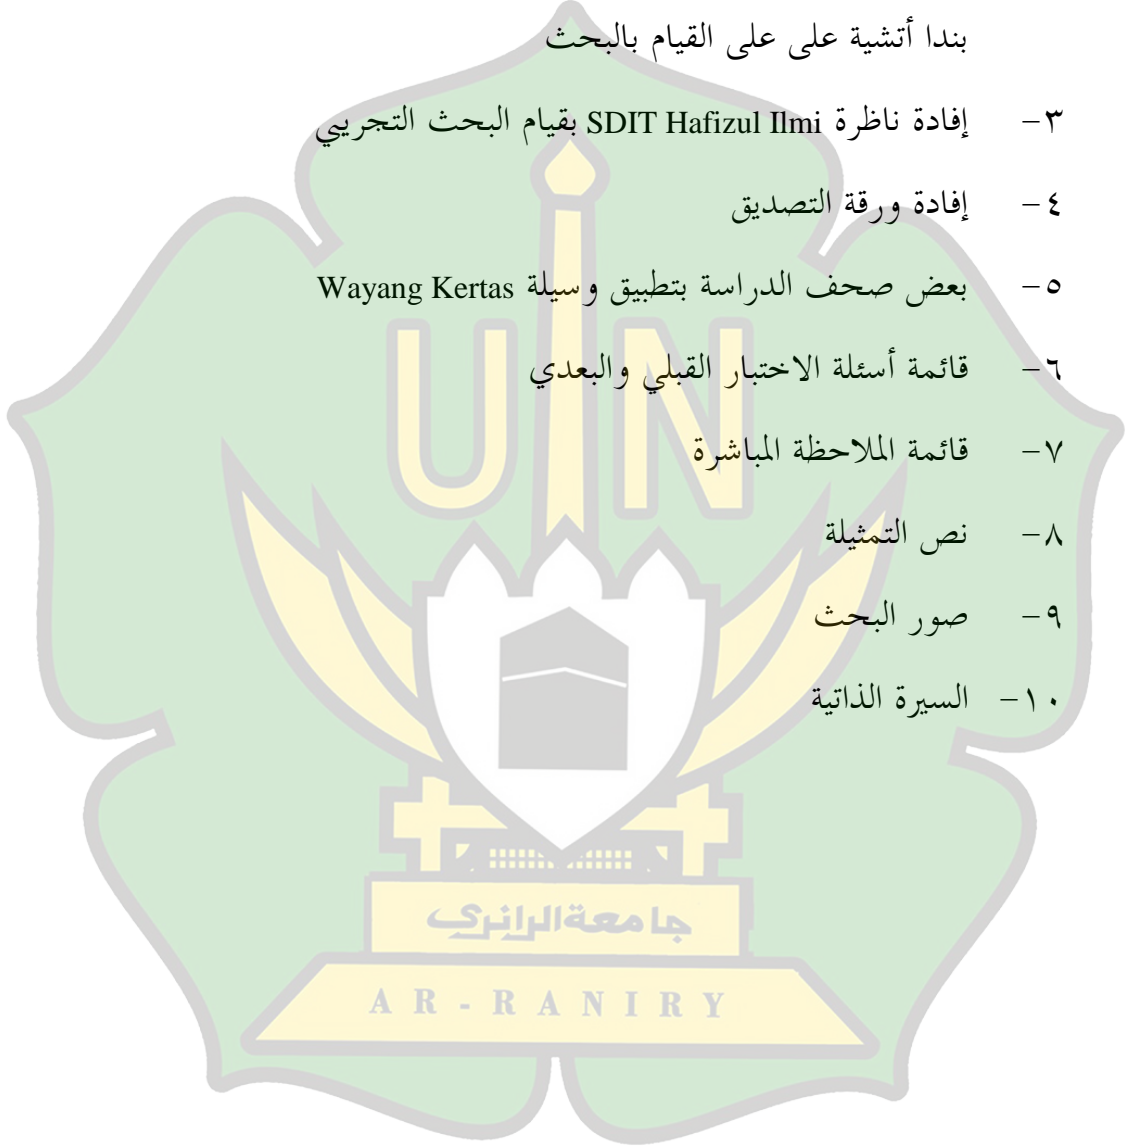 بندا أتشية على على القيام بالبحث
٣- إفادة ناظرة SDIT Hafizul Ilmi بقيام البحث التجريبي
٤- إفادة ورقة التصديق
٥- بعض صحف الدراسة بتطبيق وسيلة Wayang Kertas
٦- قائمة أسئلة الاختبار القبلي والبعدي
٧- قائمة الملاحظة المباشرة
٨- نص التمثيلة
٩- صور البحث
١٠- السيرة الذاتية
UIN
جامعة الرانري
AR-RANIRY